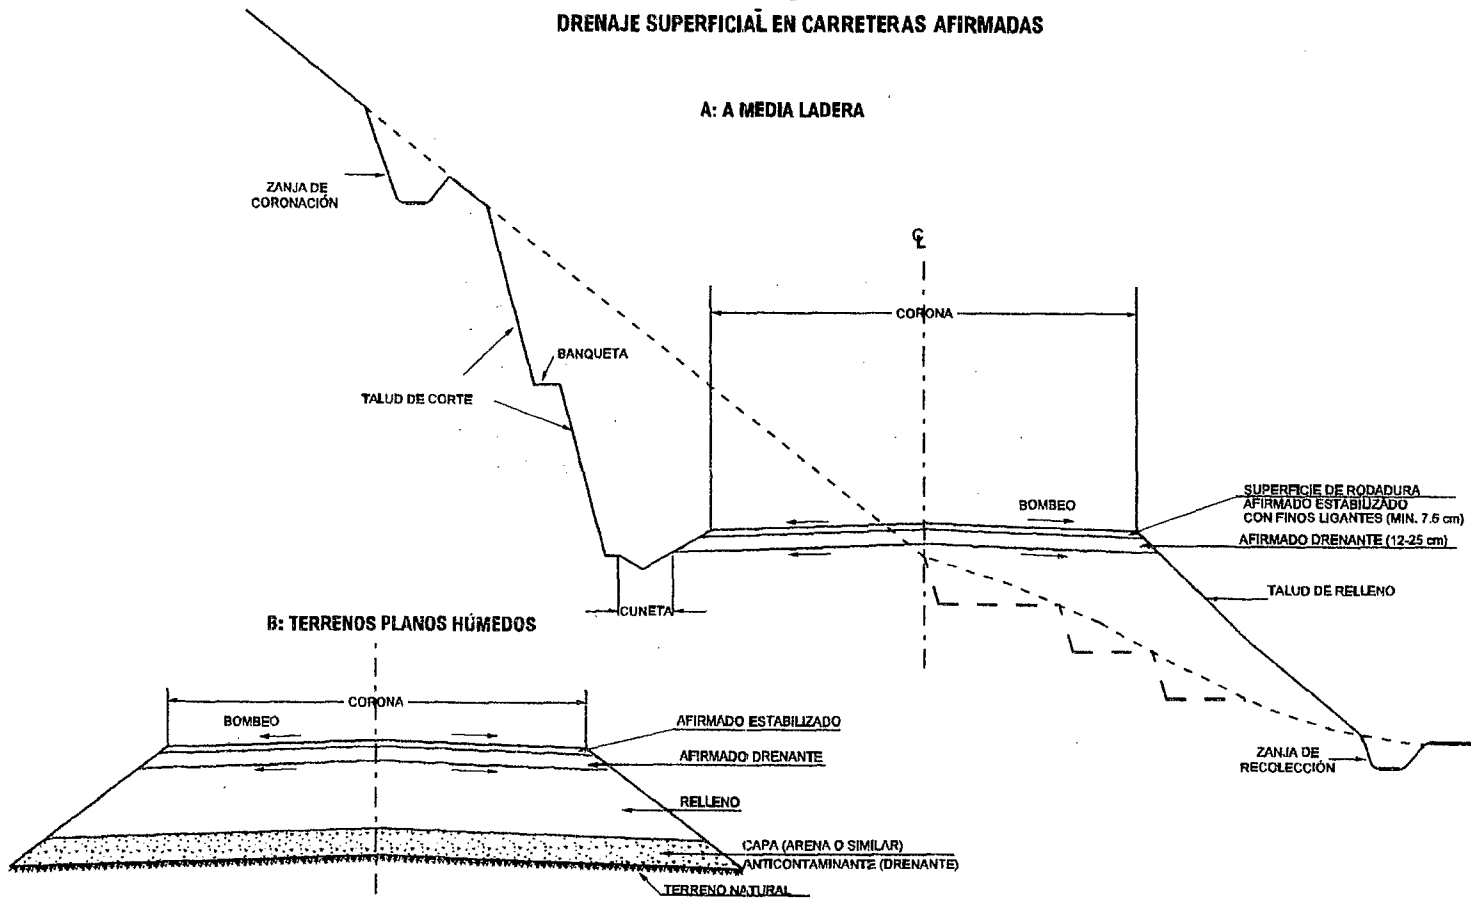 DRENAJE SUPERFICIAL EN CARRETERAS AFIRMADAS
A: A MEDIA LADERA
ZANJA DE
CORONACIÓN
℄
CORONA
BANQUETA
TALUD DE CORTE
BOMBEO
SUPERFICIE DE RODADURA
AFIRMADO ESTABILIZADO
CON FINOS LIGANTES (MIN. 7.5 cm)
AFIRMADO DRENANTE (12-25 cm)
TALUD DE RELLENO
CUNETA
ZANJA DE
RECOLECCIÓN
B: TERRENOS PLANOS HÚMEDOS
CORONA
BOMBEO
AFIRMADO ESTABILIZADO
AFIRMADO DRENANTE
RELLENO
CAPA (ARENA O SIMILAR)
ANTICONTAMINANTE (DRENANTE)
TERRENO NATURAL